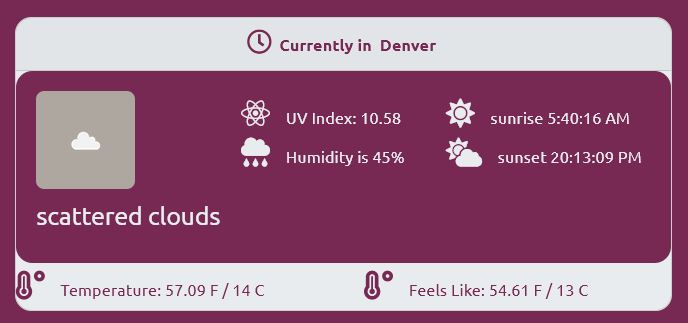 Currently in Denver
UV Index: 10.58
sunrise 5:40:16 AM
Humidity is 45%
sunset 20:13:09 PM
scattered clouds
Temperature: 57.09 F / 14 C
Feels Like: 54.61 F / 13 C